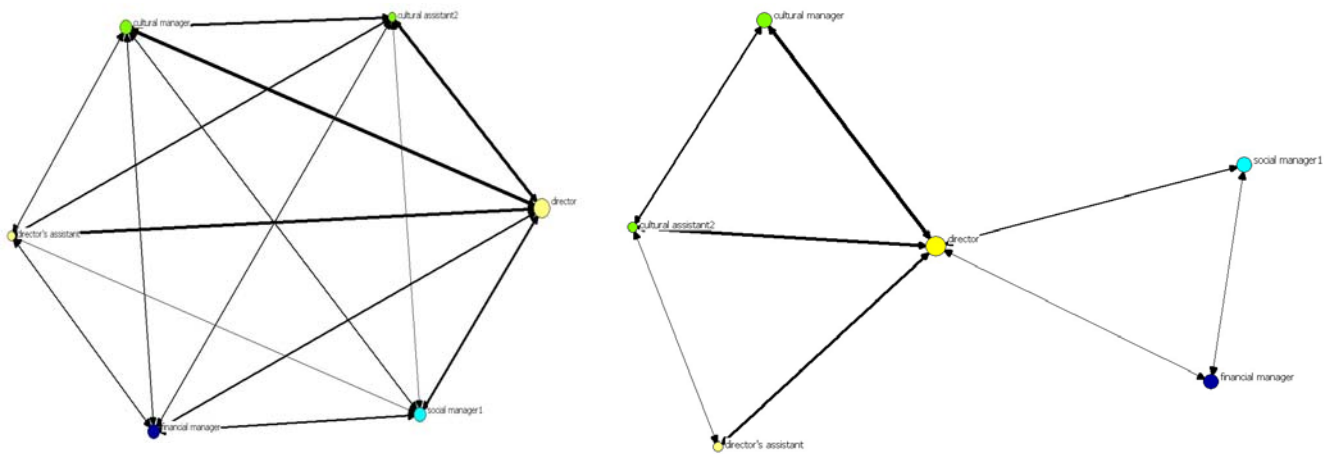 cultural manager
cultural assistant2
director
director's assistant
social manager1
financial manager
cultural manager
social manager1
cultural assistant2
director
financial manager
director's assistant